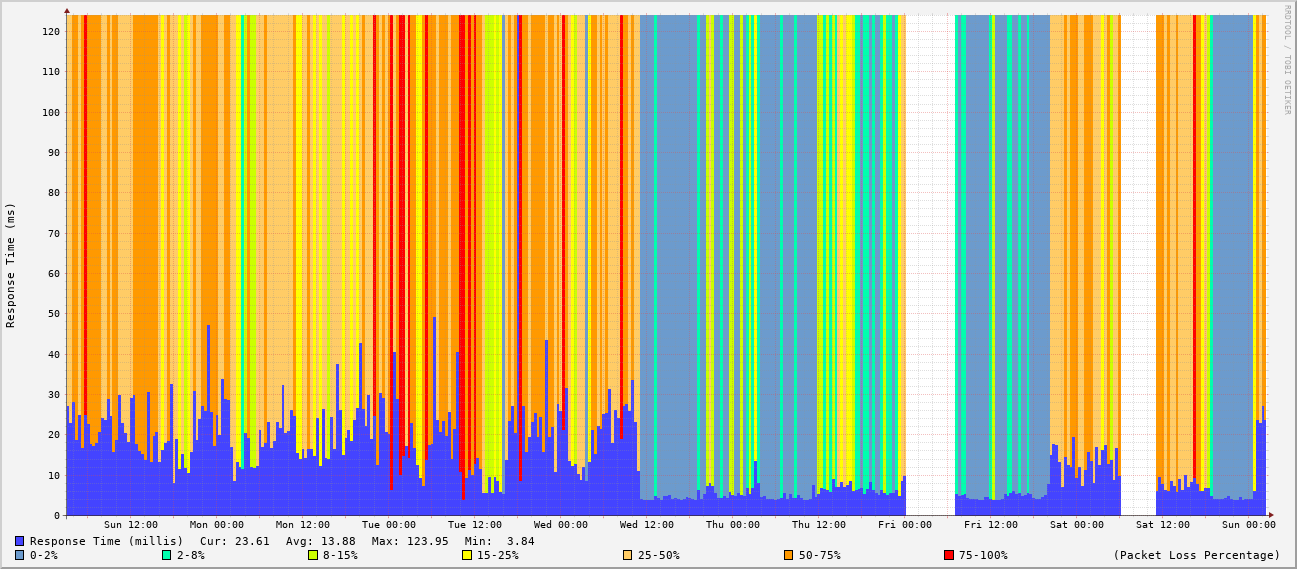 RRDTOOL / TOBI OETIKER
Response Time (ms)
120
110
100
90
80
70
60
50
40
30
20
10
0
Sun 12:00 Mon 00:00 Mon 12:00 Tue 00:00 Tue 12:00 Wed 00:00 Wed 12:00 Thu 00:00 Thu 12:00 Fri 00:00 Fri 12:00 Sat 00:00 Sat 12:00 Sun 00:00
Response Time (millis) Cur: 23.61 Avg: 13.88 Max: 123.95 Min: 3.84
0-2% 2-8% 8-15% 15-25% 25-50% 50-75% 75-100% (Packet Loss Percentage)